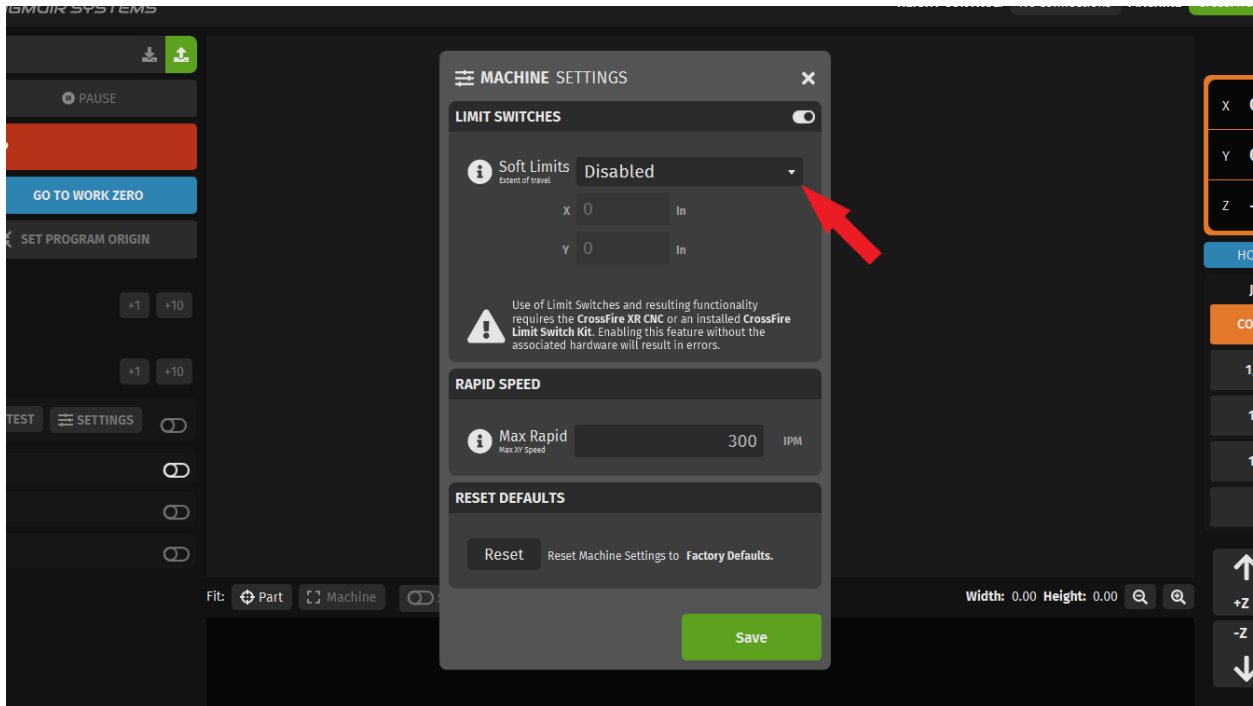 MACHINE SETTINGS
PAUSE
LIMIT SWITCHES
X
Soft Limits
Disabled
Extent of travel
Y
GO TO WORK ZERO
X 0 In
Z
SET PROGRAM ORIGIN
Y 0 In
+1 +10
Use of Limit Switches and resulting functionality
requires the CrossFire XR CNC or an installed CrossFire
Limit Switch Kit. Enabling this feature without the
associated hardware will result in errors.
+1 +10
RAPID SPEED
TEST SETTINGS
Max Rapid 300 IPM
Max XY Speed
RESET DEFAULTS
Reset Reset Machine Settings to Factory Defaults.
Fit: Part Machine
Width: 0.00 Height: 0.00
+Z
Save
-Z